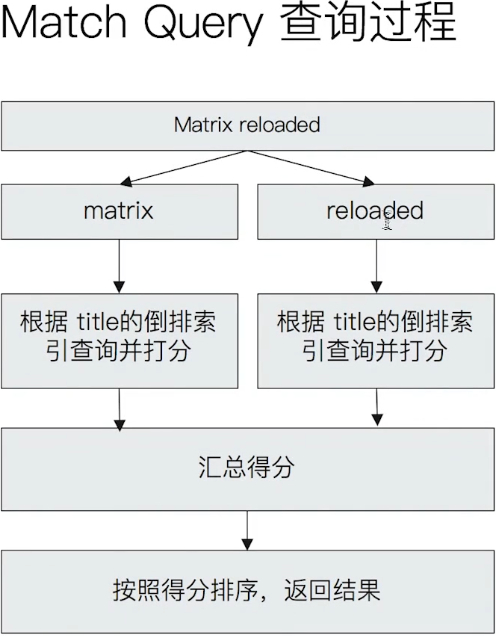 Match Query 查询过程
Matrix reloaded
matrix
reloaded
根据 title的倒排索
引查询并打分
根据 title的倒排索
引查询并打分
汇总得分
按照得分排序，返回结果